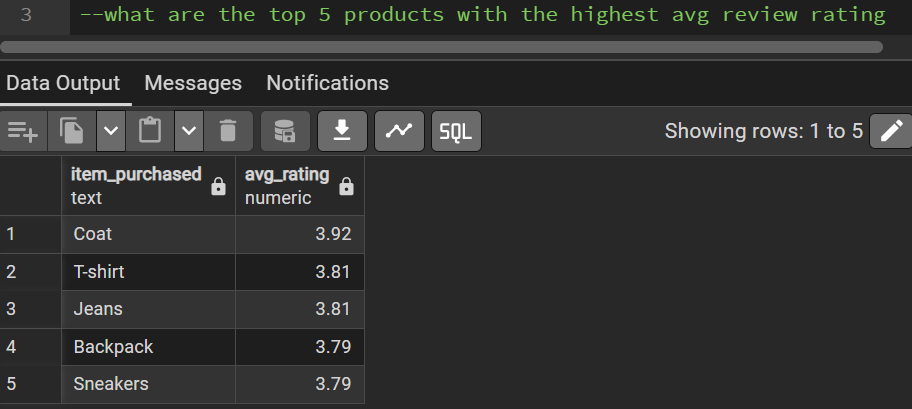 3 --what are the top 5 products with the highest avg review rating
Data Output Messages Notifications
SQL Showing rows: 1 to 5
item_purchased avg_rating
text numeric
1 Coat 3.92
2 T-shirt 3.81
3 Jeans 3.81
4 Backpack 3.79
5 Sneakers 3.79